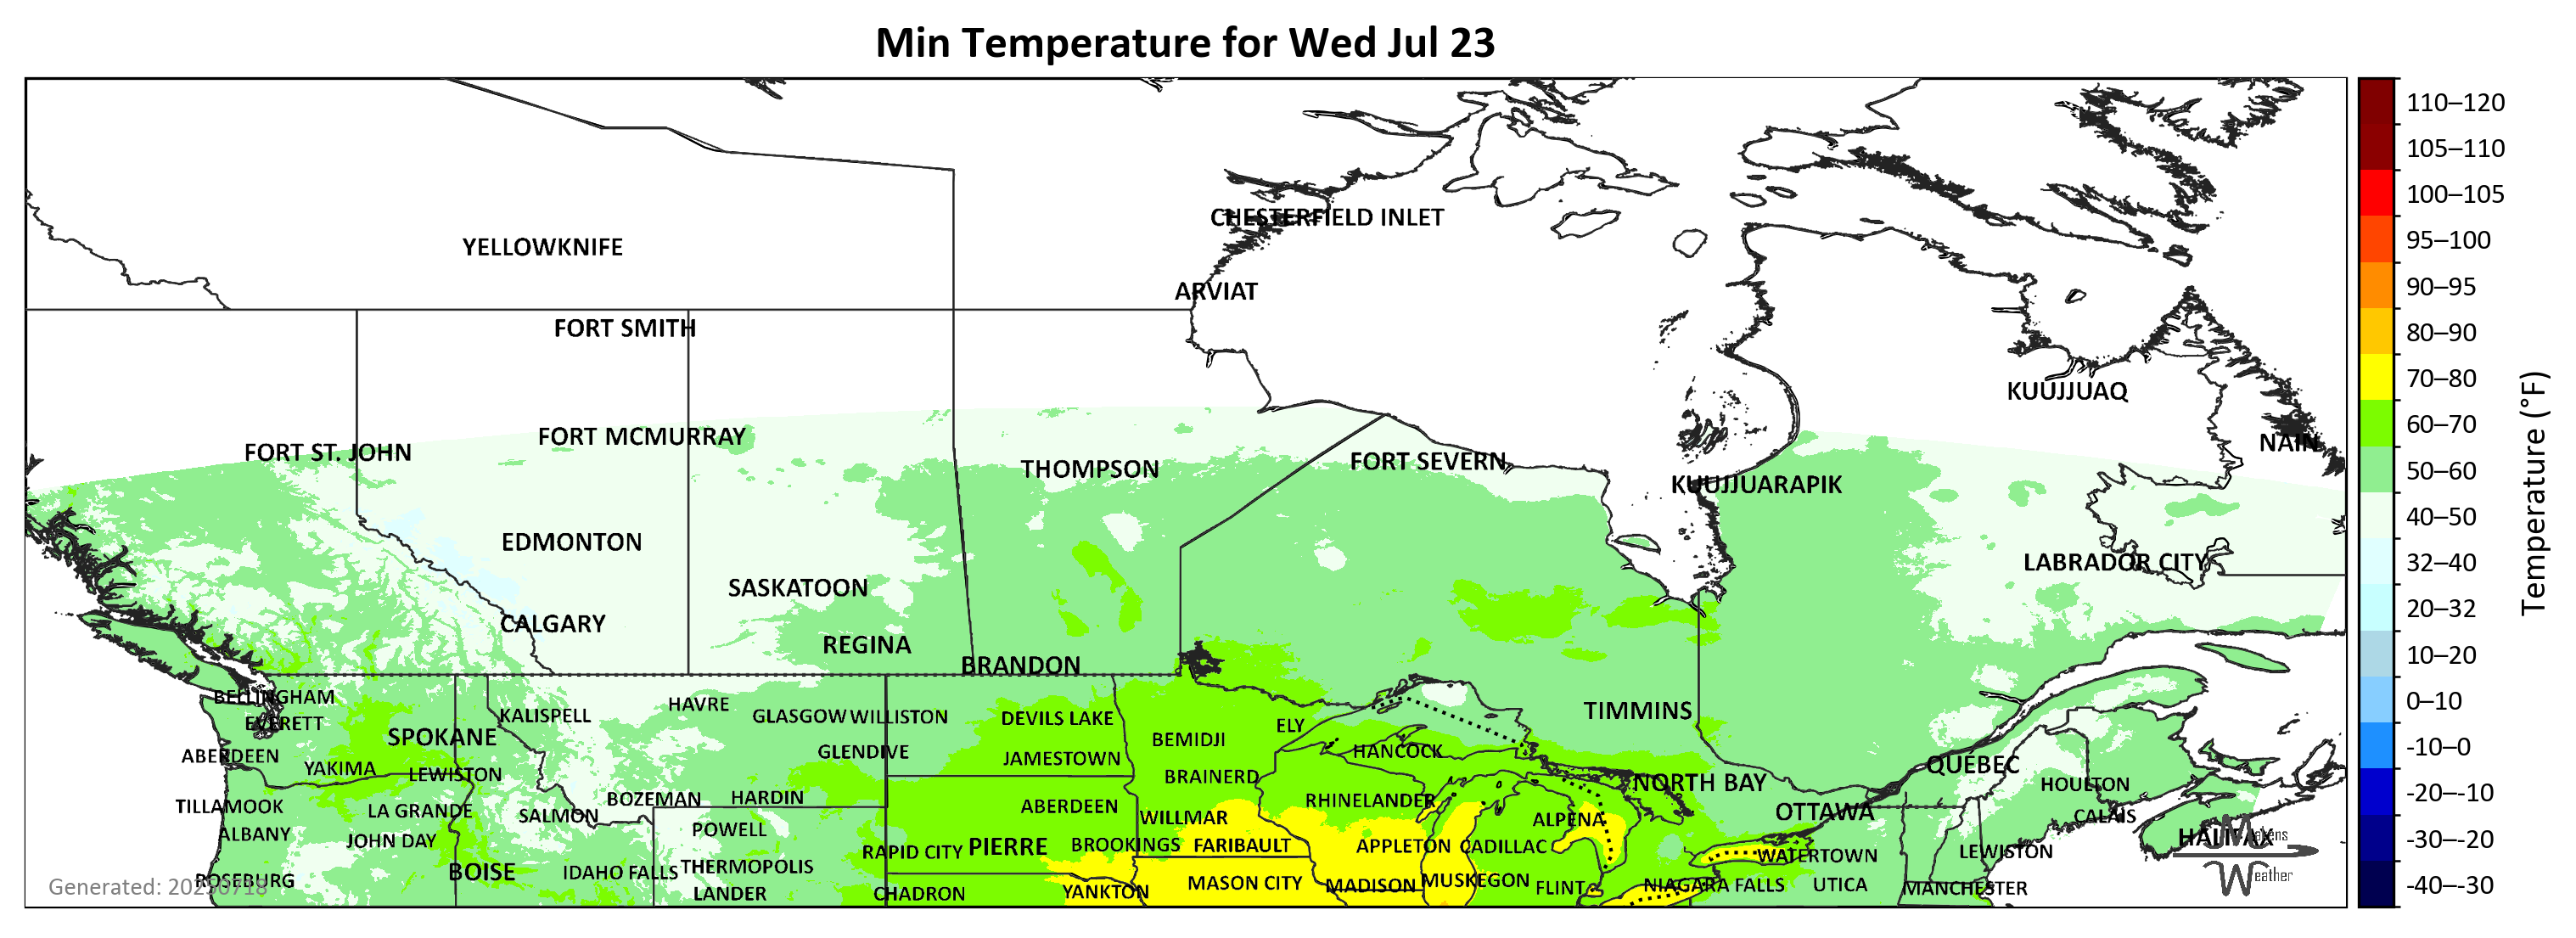 Min Temperature for Wed Jul 23
110–120
105–110
100–105
95–100
90–95
80–90
70–80
60–70
50–60
40–50
32–40
20–32
10–20
0–10
-10–0
-20–-10
-30–-20
-40–-30
Temperature (°F)
CHESTERFIELD INLET
YELLOWKNIFE
ARVIAT
FORT SMITH
KUUJJUAQ
FORT MCMURRAY
NAIN
FORT ST. JOHN
THOMPSON
FORT SEVERN
KUUJJUARAPIK
EDMONTON
LABRADOR CITY
SASKATOON
CALGARY
REGINA
BRANDON
BELLINGHAM
HAVRE
TIMMINS
KALISPELL
GLASGOW
WILLISTON
DEVILS LAKE
EVERETT
ELY
SPOKANE
BEMIDJI
HANCOCK
GLENDIVE
ABERDEEN
JAMESTOWN
YAKIMA
QUÉBEC
LEWISTON
BRAINERD
NORTH BAY
HOULTON
BOZEMAN
HARDIN
RHINELANDER
TILLAMOOK
ABERDEEN
LA GRANDE
OTTAWA
SALMON
CALAIS
WILLMAR
ALPENA
POWELL
ALBANY
HALIFAX
Makens
JOHN DAY
BROOKINGS
FARIBAULT
APPLETON
CADILLAC
PIERRE
RAPID CITY
LEWISTON
WATERTOWN
THERMOPOLIS
BOISE
IDAHO FALLS
Weather
ROSEBURG
MADISON
MUSKEGON
MASON CITY
NIAGARA FALLS
UTICA
Generated: 20250718
FLINT
MANCHESTER
YANKTON
LANDER
CHADRON